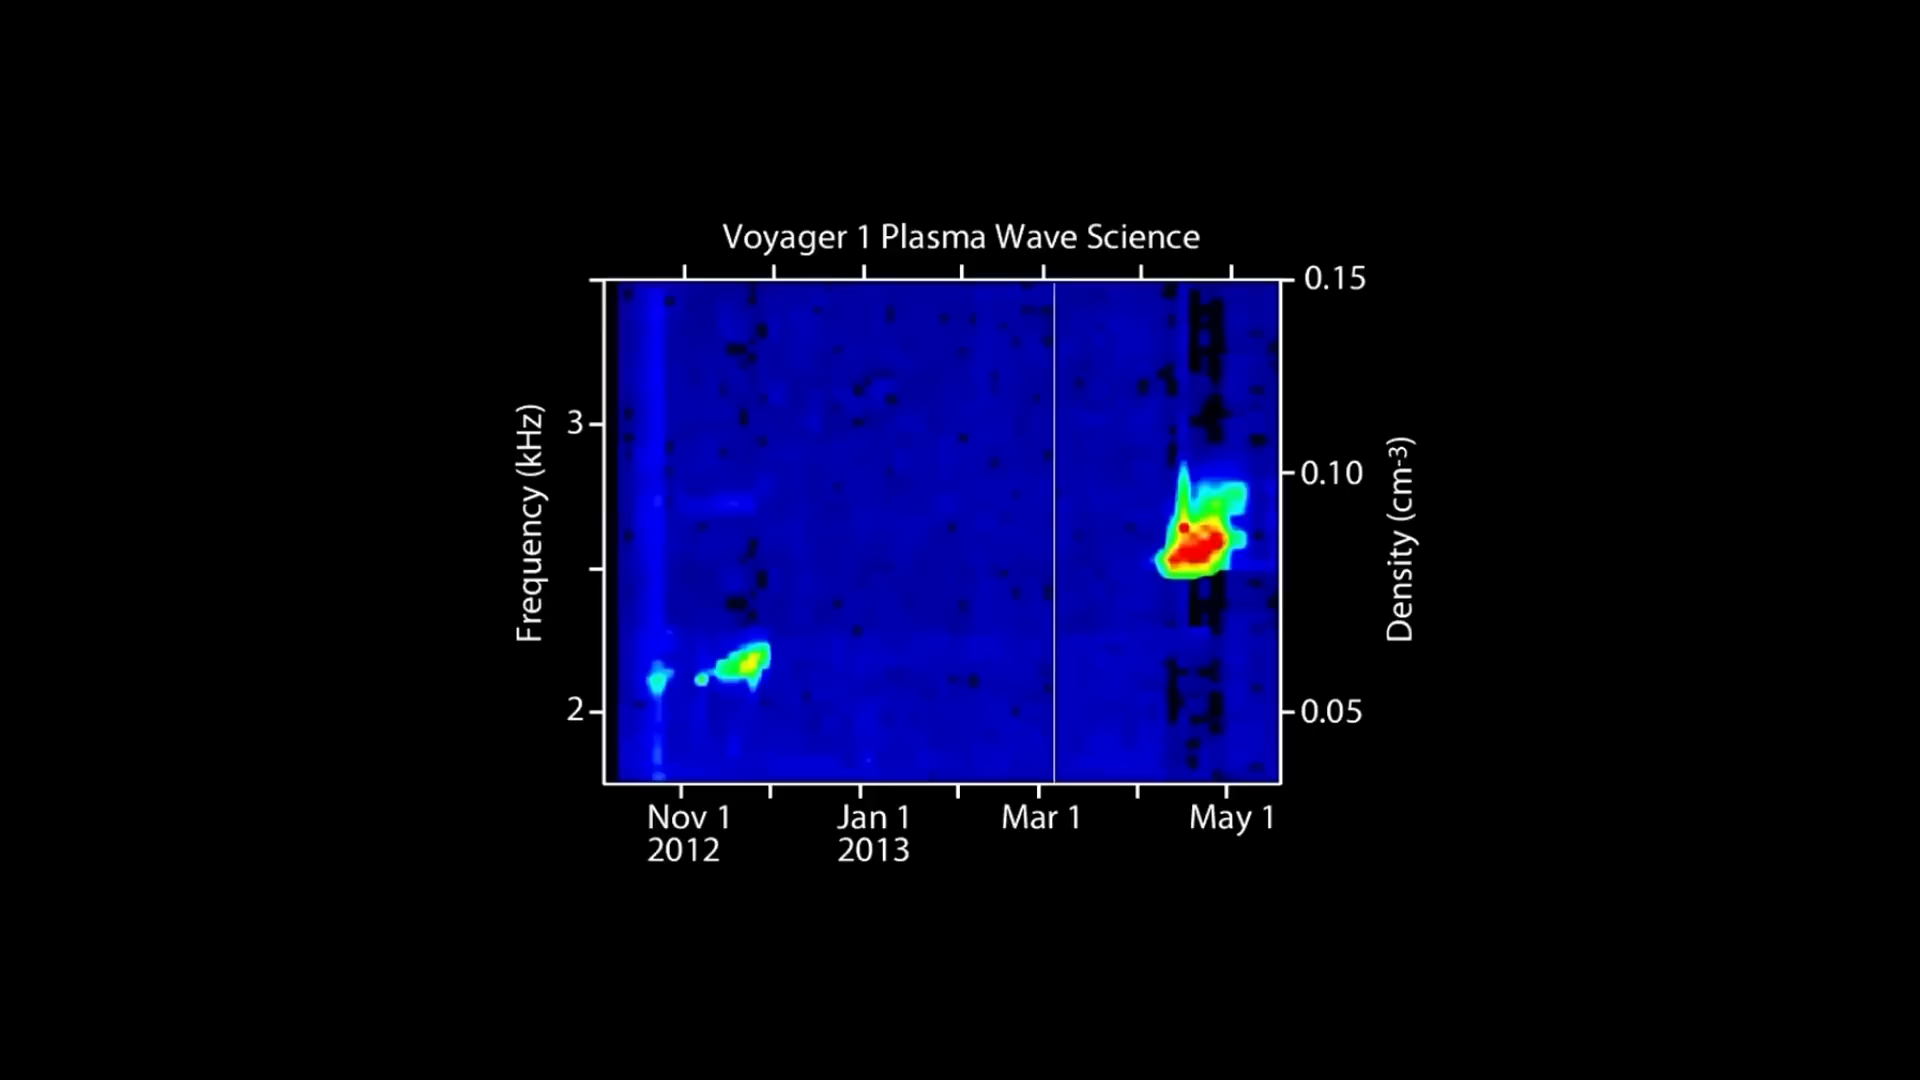 Voyager 1 Plasma Wave Science
0.15
3
0.10
Frequency (kHz)
Density (cm-3)
2
0.05
Nov 1
2012
Jan 1
2013
Mar 1
May 1